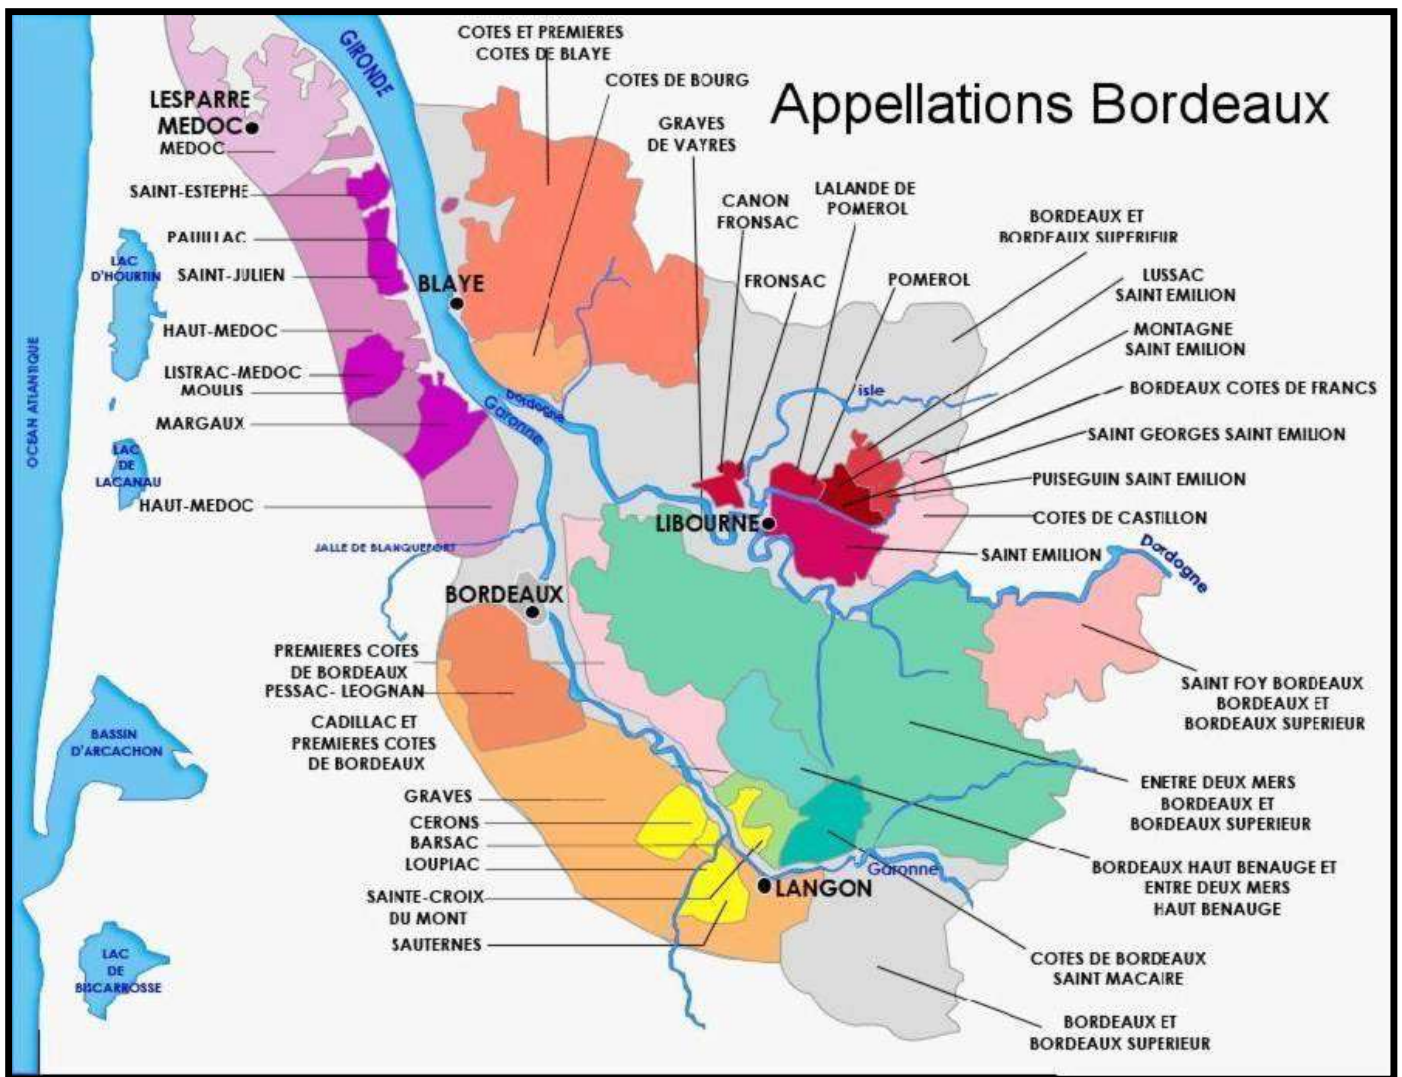 Appellations Bordeaux
COTES ET PREMIERES
COTES DE BLAYE
COTES DE BOURG
GRAVES
DE VAYRES
CANON
FRONSAC
LALANDE DE
POMEROL
FRONSAC
POMEROL
BORDEAUX ET
BORDEAUX SUPERIEUR
LUSSAC
SAINT EMILION
MONTAGNE
SAINT EMILION
BORDEAUX COTES DE FRANCS
SAINT GEORGES SAINT EMILION
PUISEGUIN SAINT EMILION
COTES DE CASTILLON
SAINT EMILION
GIRONDE
LESPARRE
MEDOC
MEDOC
SAINT-ESTEPHE
PAUILLAC
SAINT-JULIEN
HAUT-MEDOC
LISTRAC-MEDOC
MOULIS
MARGAUX
HAUT-MEDOC
BLAYE
LAC
D'HOURTIN
LAC
DE
LACANAU
OCEAN ATLANTIQUE
Dordogne
Garonne
isle
LIBOURNE
JALLE DE BLANQUEFORT
BORDEAUX
Dordogne
PREMIERES COTES
DE BORDEAUX
PESSAC- LEOGNAN
CADILLAC ET
PREMIERES COTES
DE BORDEAUX
GRAVES
CERONS
BARSAC
LOUPIAC
SAINTE-CROIX
DU MONT
SAUTERNES
BASSIN
D'ARCACHON
LAC
DE
BISCARROSSE
LANGON
Garonne
SAINT FOY BORDEAUX
BORDEAUX ET
BORDEAUX SUPERIEUR
ENETRE DEUX MERS
BORDEAUX ET
BORDEAUX SUPERIEUR
BORDEAUX HAUT BENAUGE ET
ENTRE DEUX MERS
HAUT BENAUGE
COTES DE BORDEAUX
SAINT MACAIRE
BORDEAUX ET
BORDEAUX SUPERIEUR